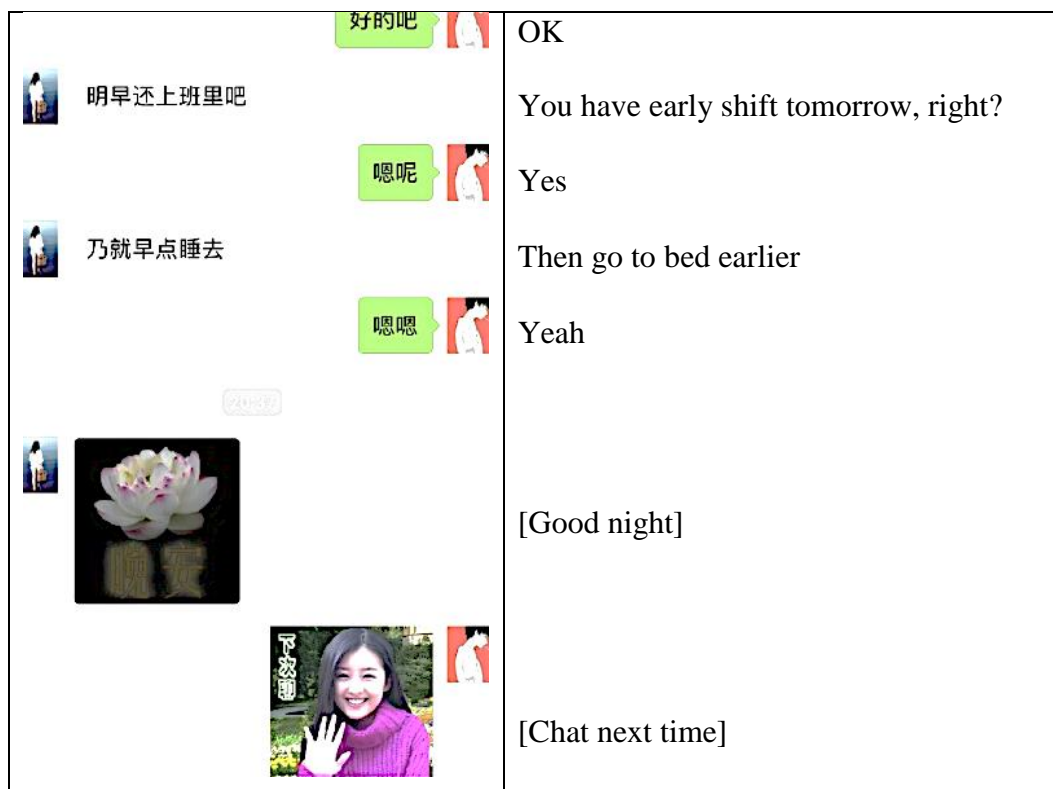 好的吧
OK
明早还上班里吧
You have early shift tomorrow, right?
嗯呢
Yes
乃就早点睡去
Then go to bed earlier
嗯嗯
Yeah
20:37
晚安
[Good night]
下次聊
[Chat next time]